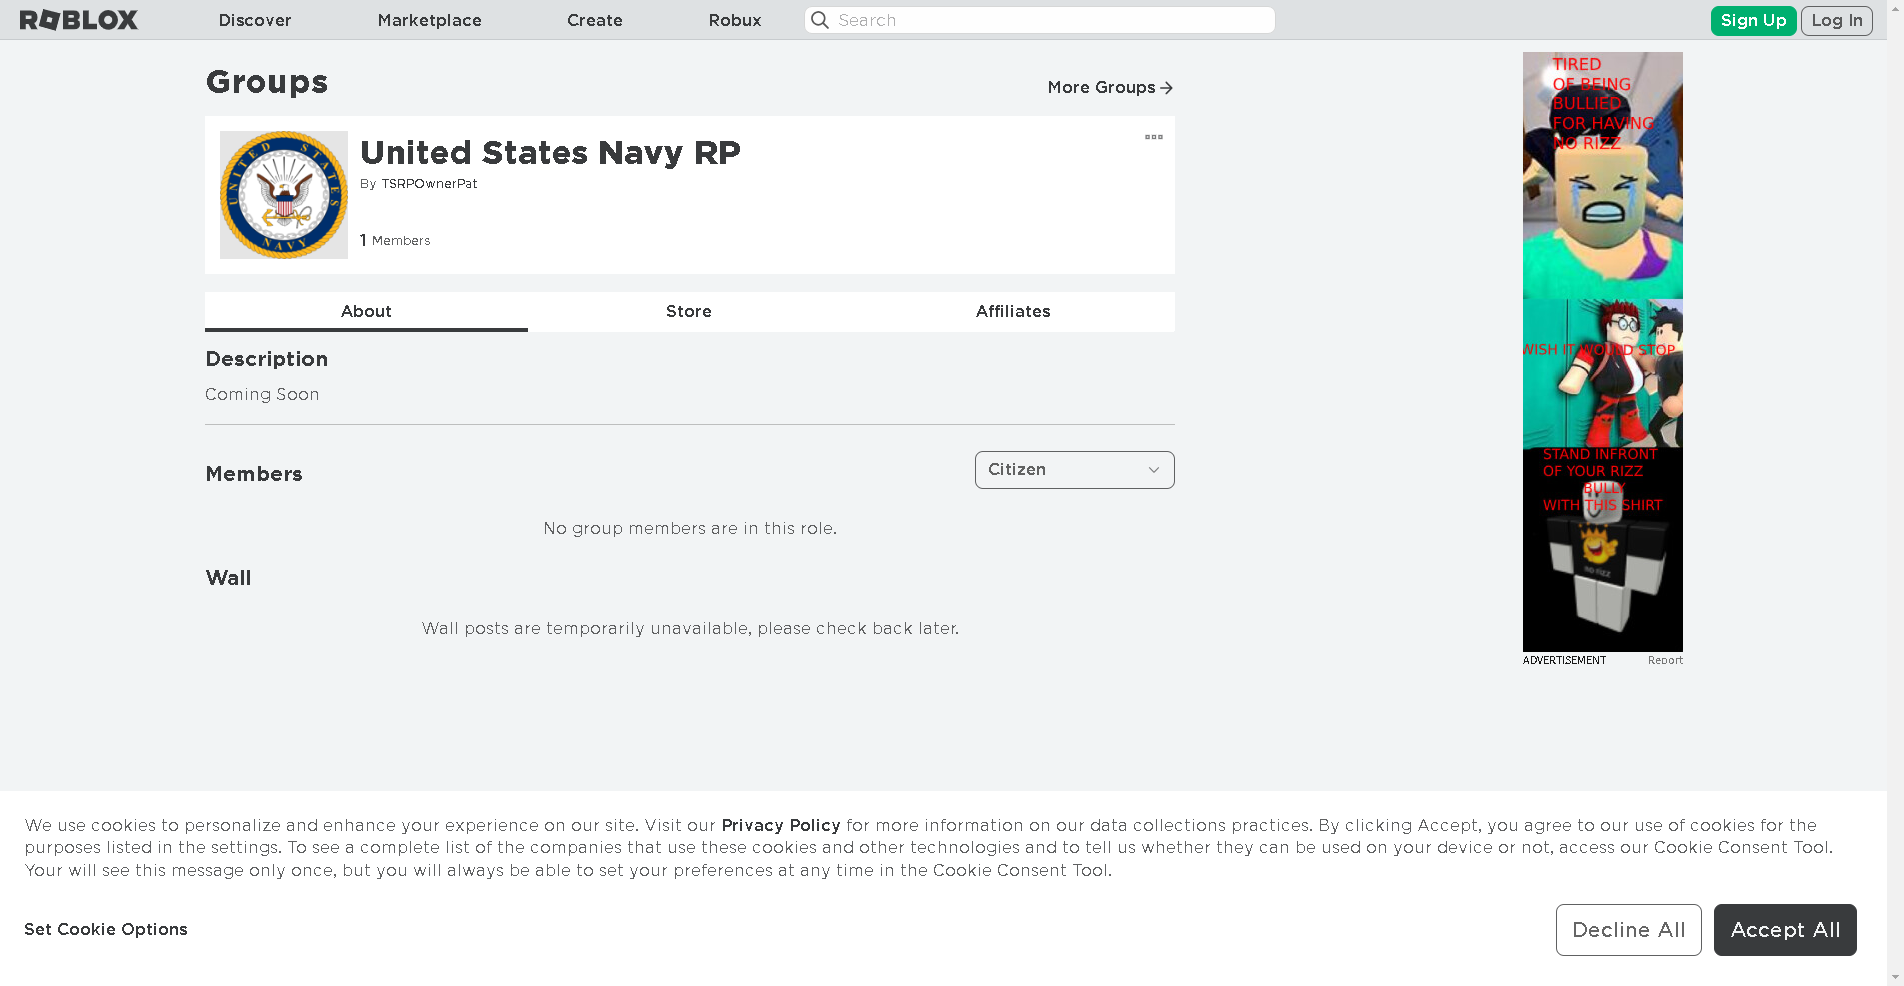 ROBLOX
Discover
Marketplace
Create
Robux
Search
Sign Up
Log In
Groups
More Groups
UNITED STATES NAVY
United States Navy RP
By TSRPOwnerPat
1 Members
About
Store
Affiliates
Description
Coming Soon
Members
Citizen
No group members are in this role.
Wall
Wall posts are temporarily unavailable, please check back later.
TIRED
OF BEING
BULLIED
FOR HAVING
NO RIZZ
WISH IT WOULD STOP
STAND INFRONT
OF YOUR RIZZ
BULLY
WITH THIS SHIRT
NO RIZZ
ADVERTISEMENT
Report
We use cookies to personalize and enhance your experience on our site. Visit our Privacy Policy for more information on our data collections practices. By clicking Accept, you agree to our use of cookies for the
purposes listed in the settings. To see a complete list of the companies that use these cookies and other technologies and to tell us whether they can be used on your device or not, access our Cookie Consent Tool.
Your will see this message only once, but you will always be able to set your preferences at any time in the Cookie Consent Tool.
Set Cookie Options
Decline All
Accept All